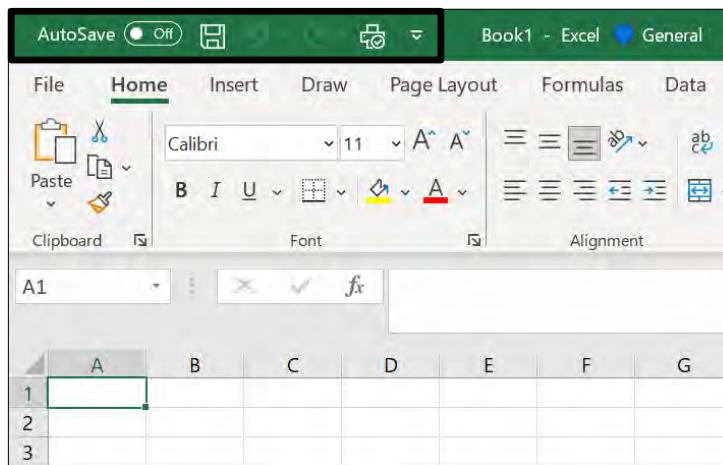 AutoSave Off Book1 - Excel General
File Home Insert Draw Page Layout Formulas Data
Calibri 11 A A ab
Paste B I U A
Clipboard Font Alignment
A1 fx
A B C D E F G
1
2
3